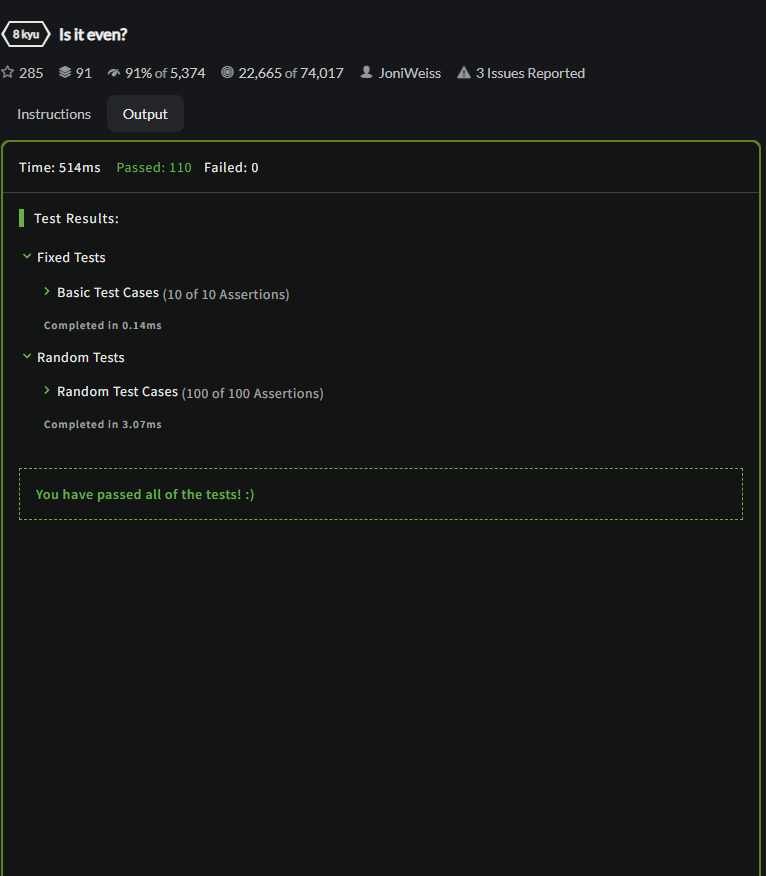 8 kyu Is it even?
285 91 91% of 5,374 22,665 of 74,017 JoniWeiss 3 Issues Reported
Instructions Output
Time: 514ms Passed: 110 Failed: 0
Test Results:
Fixed Tests
Basic Test Cases (10 of 10 Assertions)
Completed in 0.14ms
Random Tests
Random Test Cases (100 of 100 Assertions)
Completed in 3.07ms
You have passed all of the tests! :)